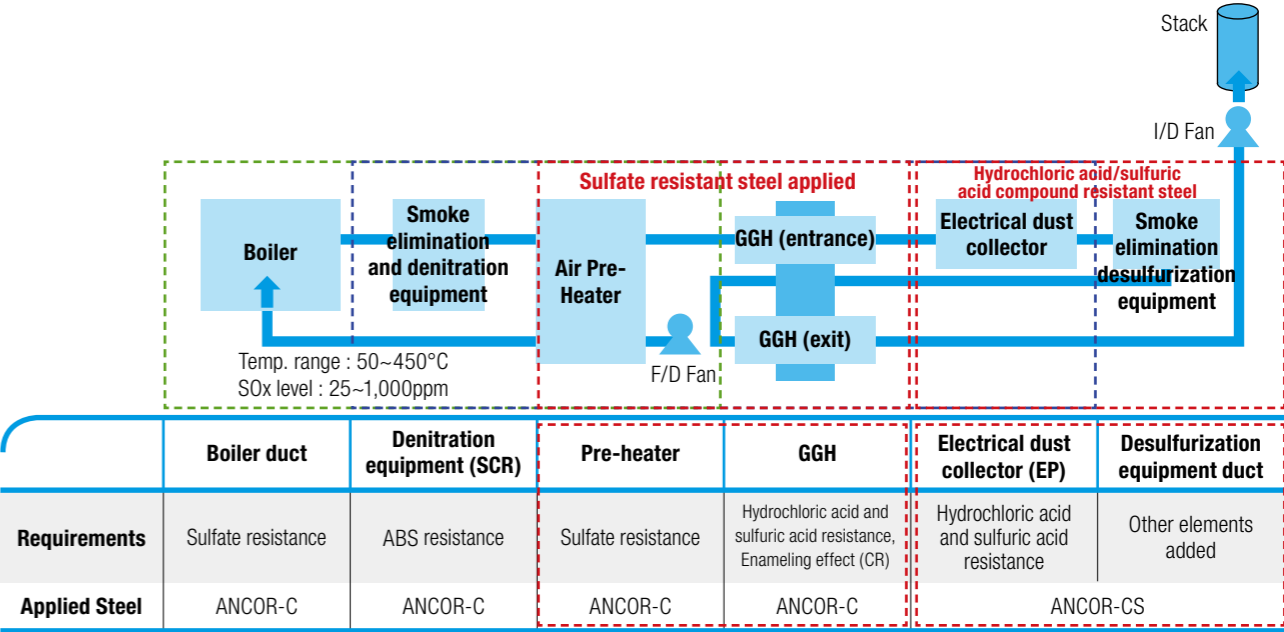 Stack
I/D Fan
Sulfate resistant steel applied
Hydrochloric acid/sulfuric
acid compound resistant steel
Boiler
Smoke
elimination
and denitration
equipment
Air Pre-
Heater
GGH (entrance)
Electrical dust
collector
Smoke
elimination
desulfurization
equipment
GGH (exit)
F/D Fan
Temp. range : 50~450°C
SOx level : 25~1,000ppm
Boiler duct
Denitration
equipment (SCR)
Pre-heater
GGH
Electrical dust
collector (EP)
Desulfurization
equipment duct
Requirements
Sulfate resistance
ABS resistance
Sulfate resistance
Hydrochloric acid and
sulfuric acid resistance,
Enameling effect (CR)
Hydrochloric acid
and sulfuric acid
resistance
Other elements
added
Applied Steel
ANCOR-C
ANCOR-C
ANCOR-C
ANCOR-C
ANCOR-CS